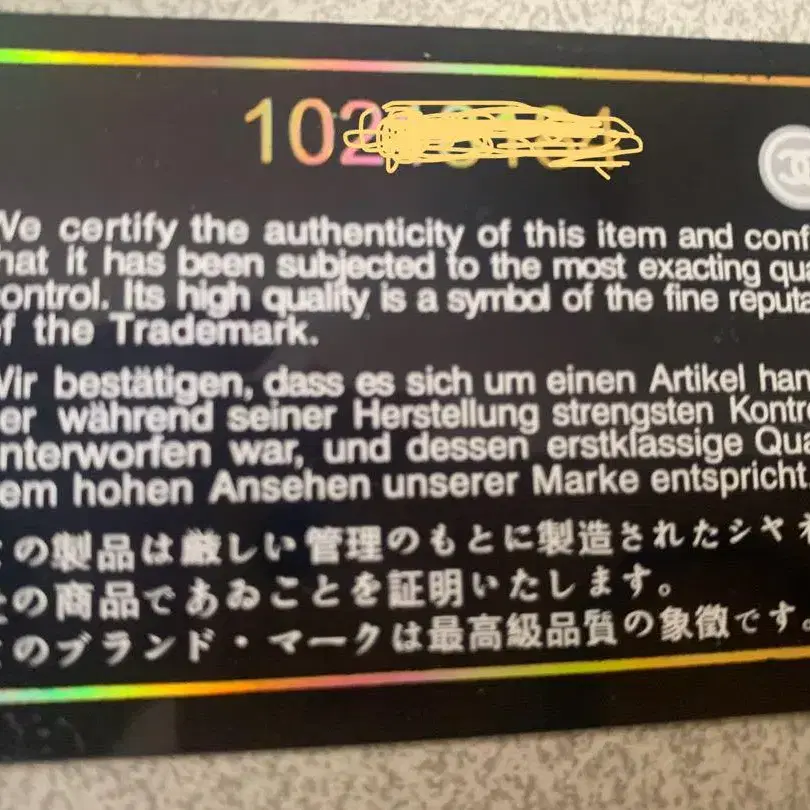 102
We certify the authenticity of this item and confi
hat it has been subjected to the most exacting qua
ontrol. Its high quality is a symbol of the fine reputa
of the Trademark.
Wir bestätigen, dass es sich um einen Artikel han
er während seiner Herstellung strengsten Kontr
nterworfen war, und dessen erstklassige Qua
em hohen Ansehen unserer Marke entspricht.
の製品は厳しい管理のもとに製造されたシヤネ
の商品であゐことを証明いたします。
このブランド・マークは最高級品質の象徴です。